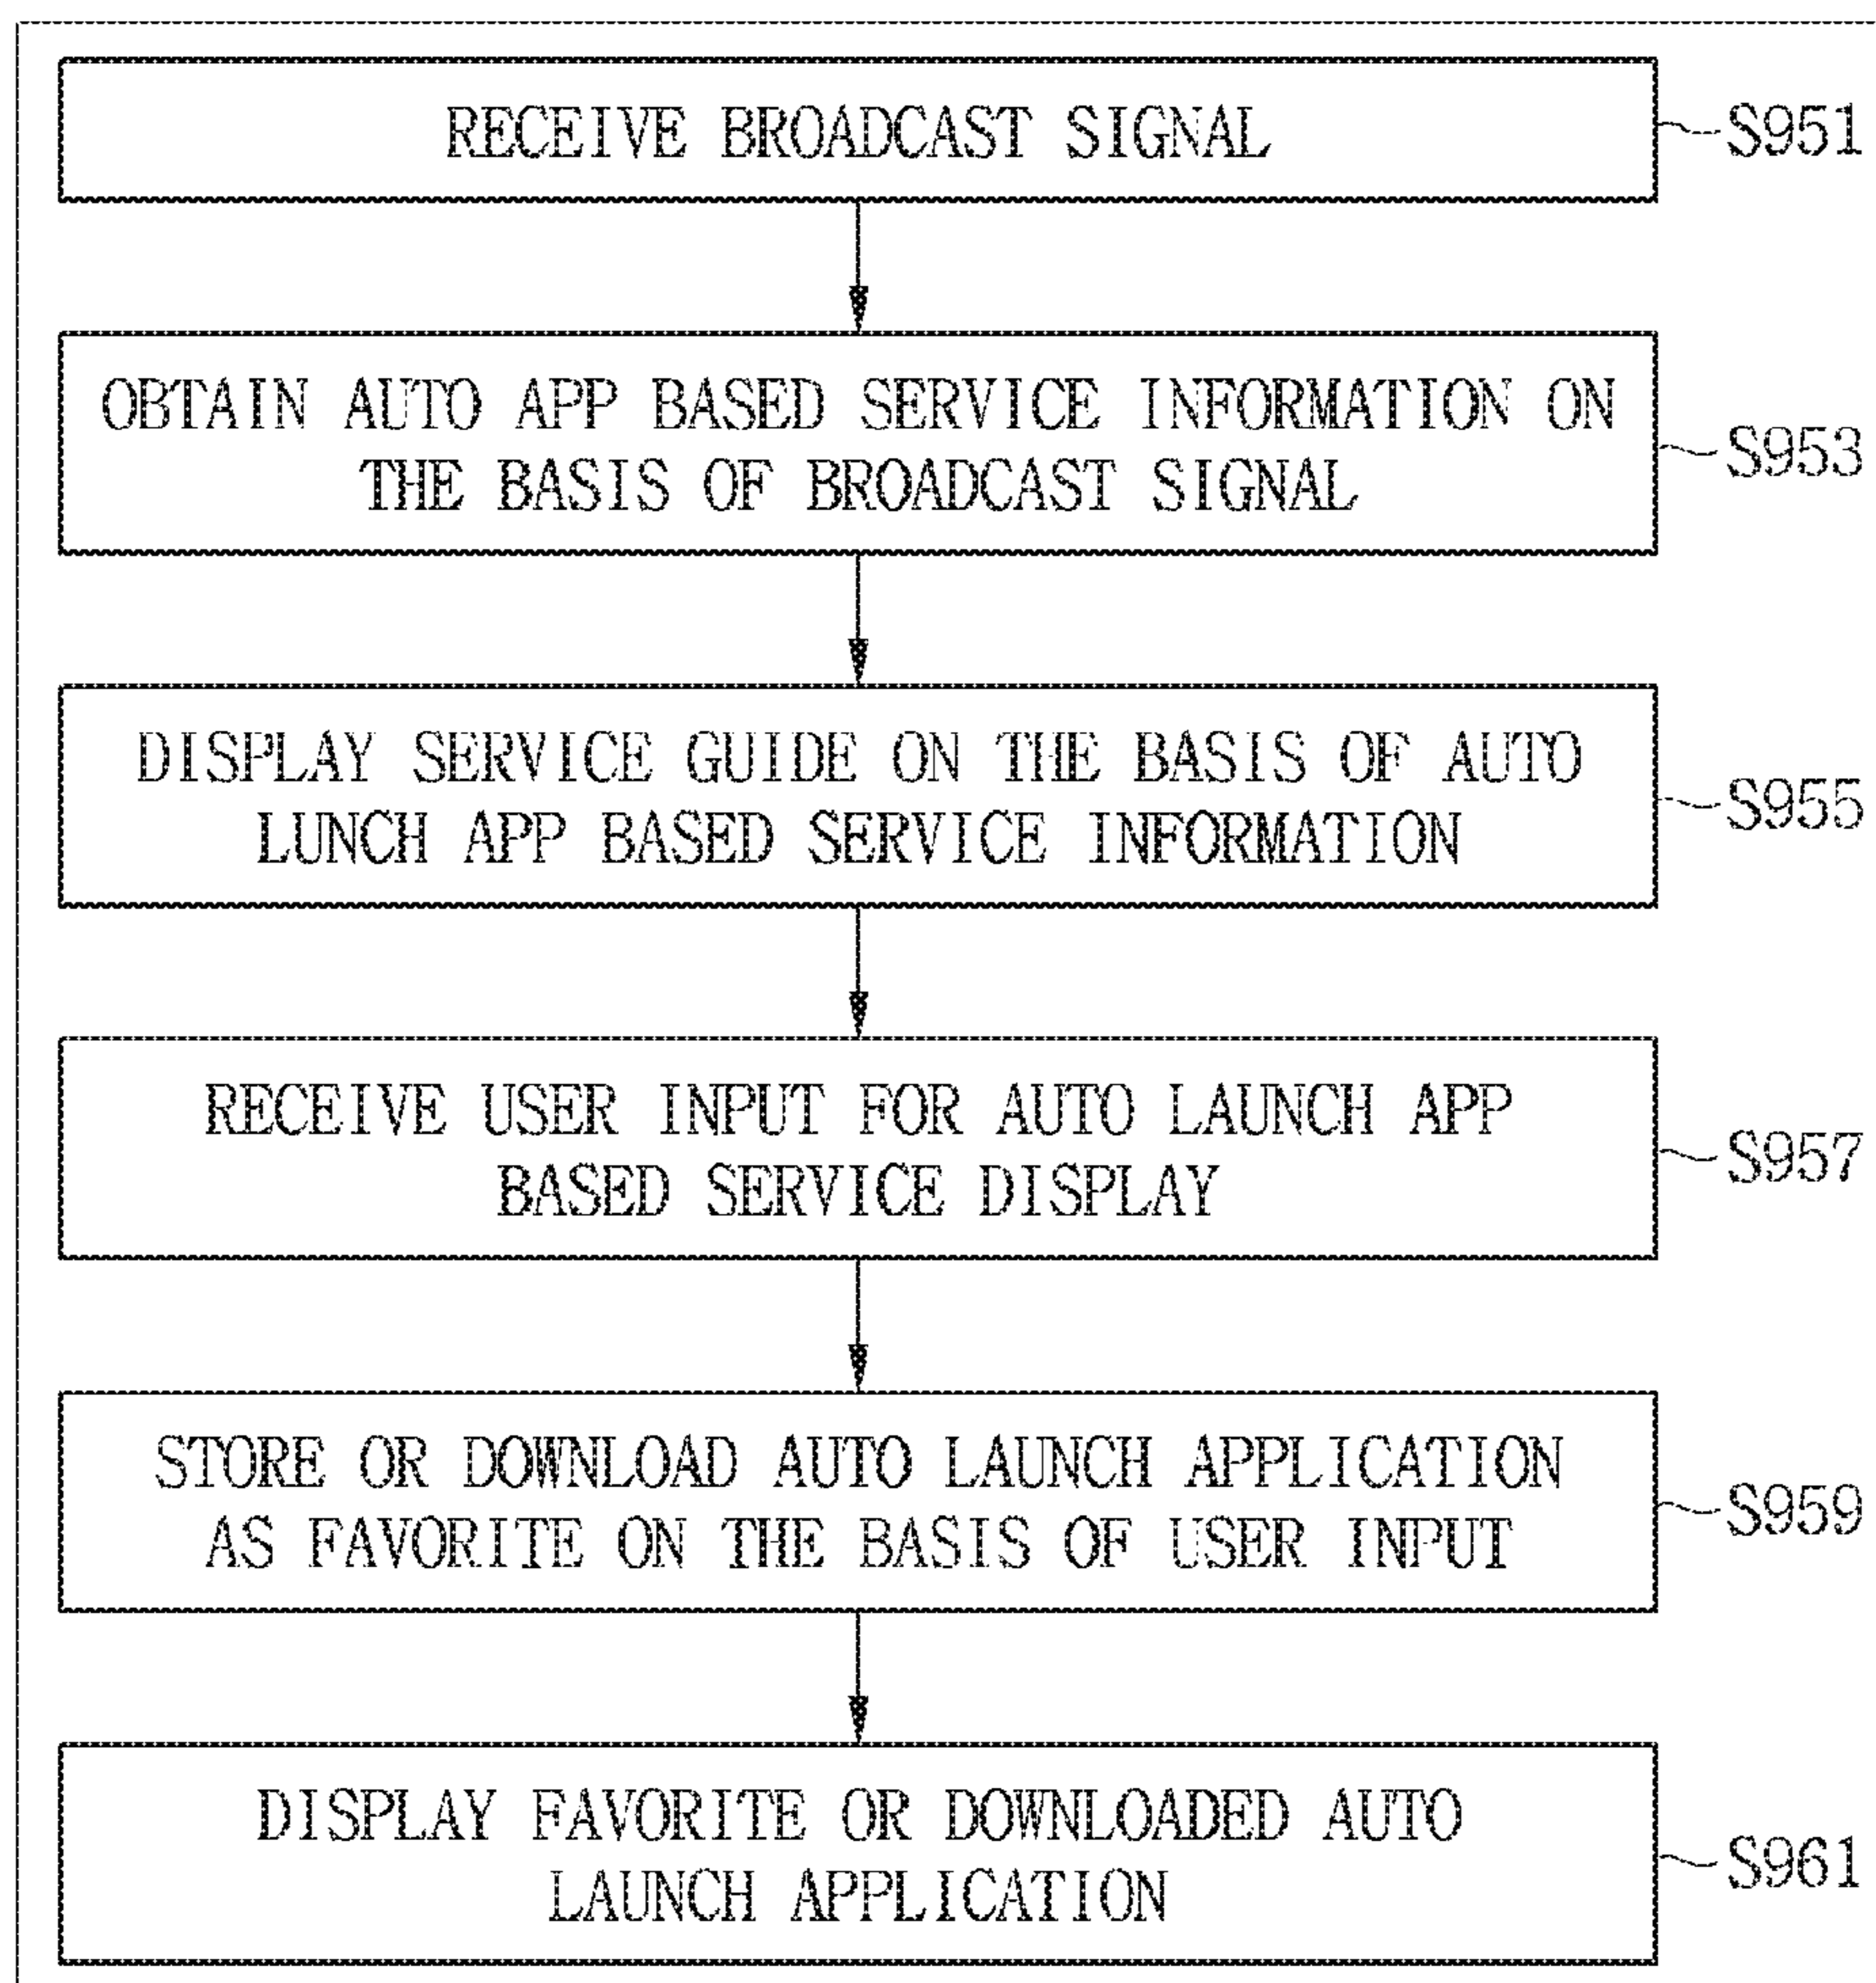 RECEIVE BROADCAST SIGNAL
S951
OBTAIN AUTO APP BASED SERVICE INFORMATION ON
THE BASIS OF BROADCAST SIGNAL
S953
DISPLAY SERVICE GUIDE ON THE BASIS OF AUTO
LUNCH APP BASED SERVICE INFORMATION
S955
RECEIVE USER INPUT FOR AUTO LAUNCH APP
BASED SERVICE DISPLAY
S957
STORE OR DOWNLOAD AUTO LAUNCH APPLICATION
AS FAVORITE ON THE BASIS OF USER INPUT
S959
DISPLAY FAVORITE OR DOWNLOADED AUTO
LAUNCH APPLICATION
S961